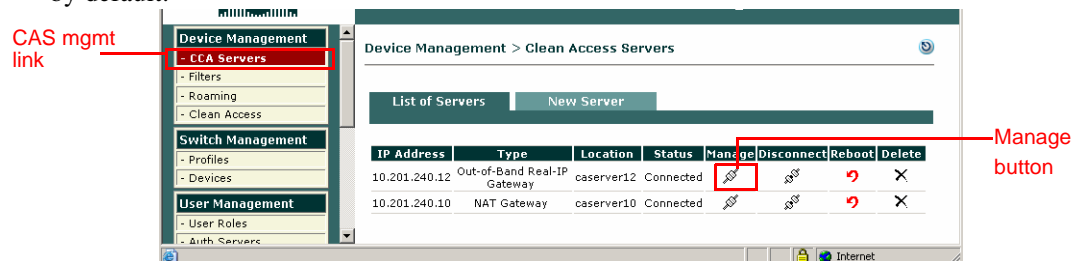 by default.
CAS mgmt
link
Device Management
- CCA Servers
- Filters
- Roaming
- Clean Access
Switch Management
- Profiles
- Devices
User Management
- User Roles
- Auth Servers
Device Management > Clean Access Servers
List of Servers New Server
IP Address Type Location Status Manage Disconnect Reboot Delete
10.201.240.12 Out-of-Band Real-IP Gateway caserver12 Connected
10.201.240.10 NAT Gateway caserver10 Connected
Manage
button
Internet